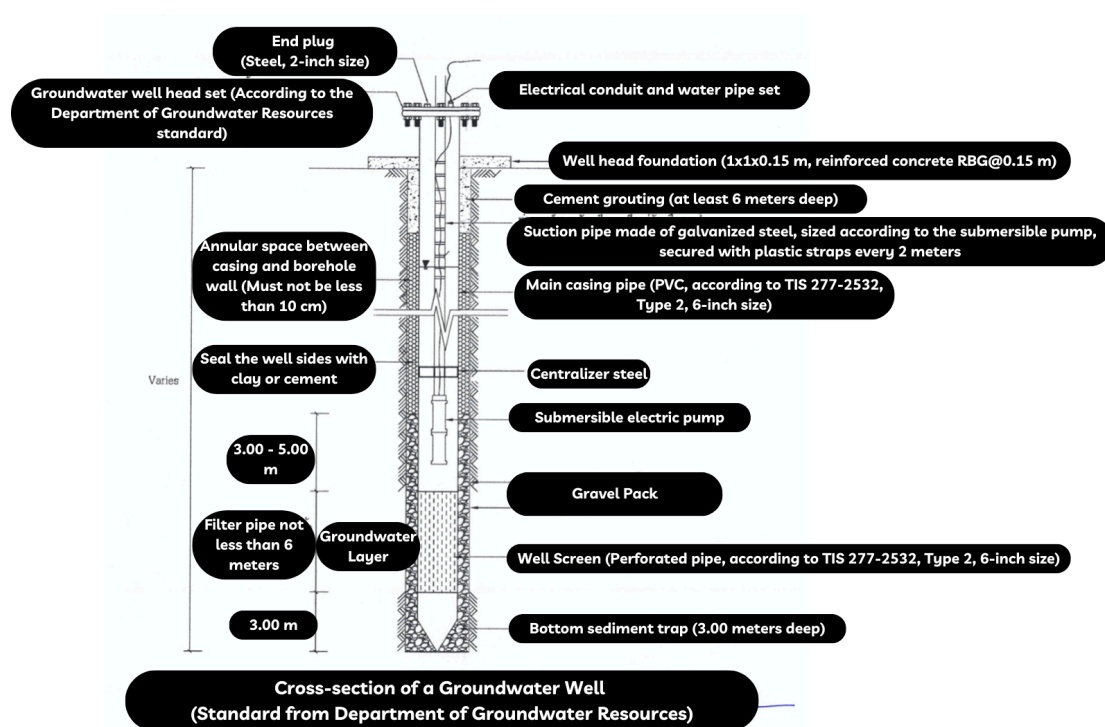 End plug
(Steel, 2-inch size)
Groundwater well head set (According to the
Department of Groundwater Resources
standard)
Electrical conduit and water pipe set
Well head foundation (1x1x0.15 m, reinforced concrete RBG@0.15 m)
Cement grouting (at least 6 meters deep)
Suction pipe made of galvanized steel, sized according to the submersible pump,
secured with plastic straps every 2 meters
Annular space between
casing and borehole
wall (Must not be less
than 10 cm)
Main casing pipe (PVC, according to TIS 277-2532,
Type 2, 6-inch size)
Seal the well sides with
clay or cement
Varies
Centralizer steel
Submersible electric pump
3.00 - 5.00
m
Gravel Pack
Filter pipe not
less than 6
meters
Groundwater
Layer
Well Screen (Perforated pipe, according to TIS 277-2532, Type 2, 6-inch size)
3.00 m
Bottom sediment trap (3.00 meters deep)
Cross-section of a Groundwater Well
(Standard from Department of Groundwater Resources)